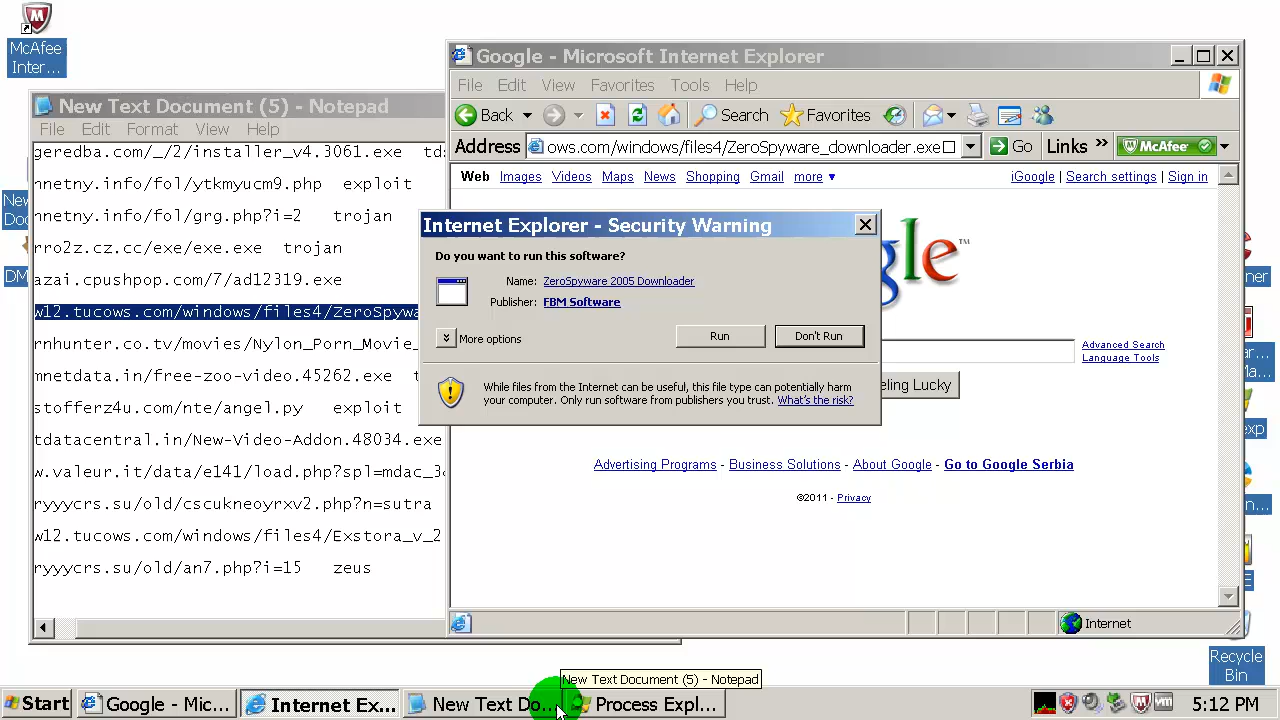 McAfee
Inter...
New Text Document (5) - Notepad
File Edit Format View Help
geredba.com/_/2/installer_v4.3061.exe
nnetny.info/fol/ytkmyucm9.php exploit
nnetny.info/fol/grg.php?i=2 trojan
rro2z.cz.cc/exe/exe.exe trojan
azai.cpushpop.com/7/ad12319.exe
w12.tucows.com/windows/files4/ZeroSpywa
rnhunter.co.tv/movies/Nylon_Porn_Movie_
mnetdata.in/free-zoo-video.45262.exe t
stofferz4u.com/nte/angel.py exploit
tdatacentral.in/New-Video-Addon.48034.exe
w.valeur.it/data/e141/load.php?spl=mdac_
ryyycrs.su/old/cscukneoyrxv2.php?n=sutra
w12.tucows.com/windows/files4/Exstora_v_2
ryyycrs.su/old/an7.php?i=15 zeus
Google - Microsoft Internet Explorer
File Edit View Favorites Tools Help
Back Search Favorites
Address ows.com/windows/files4/ZeroSpyware_downloader.exe Go Links » McAfee
Web Images Videos Maps News Shopping Gmail more ▼ iGoogle | Search settings | Sign in
gle™
Advanced Search
Language Tools
eling Lucky
Advertising Programs - Business Solutions - About Google - Go to Google Serbia
©2011 - Privacy
Internet
Internet Explorer - Security Warning
Do you want to run this software?
Name: ZeroSpyware 2005 Downloader
Publisher: FBM Software
More options Run Don't Run
While files from the Internet can be useful, this file type can potentially harm
your computer. Only run software from publishers you trust. What's the risk?
New
Doc
DM
ner
ar...
Ma...
exp
n...
E
Recycle
Bin
New Text Document (5) - Notepad
Start Google - Mic... Internet Ex... New Text Do... Process Expl... 5:12 PM